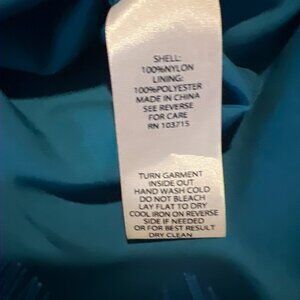 SHELL:
100%NYLON
LINING:
100%POLYESTER
MADE IN CHINA
SEE REVERSE
FOR CARE
RN 103715
TURN GARMENT
INSIDE OUT
HAND WASH COLD
DO NOT BLEACH
LAY FLAT TO DRY
COOL IRON ON REVERSE
SIDE IF NEEDED
OR FOR BEST RESULT
DRY CLEAN